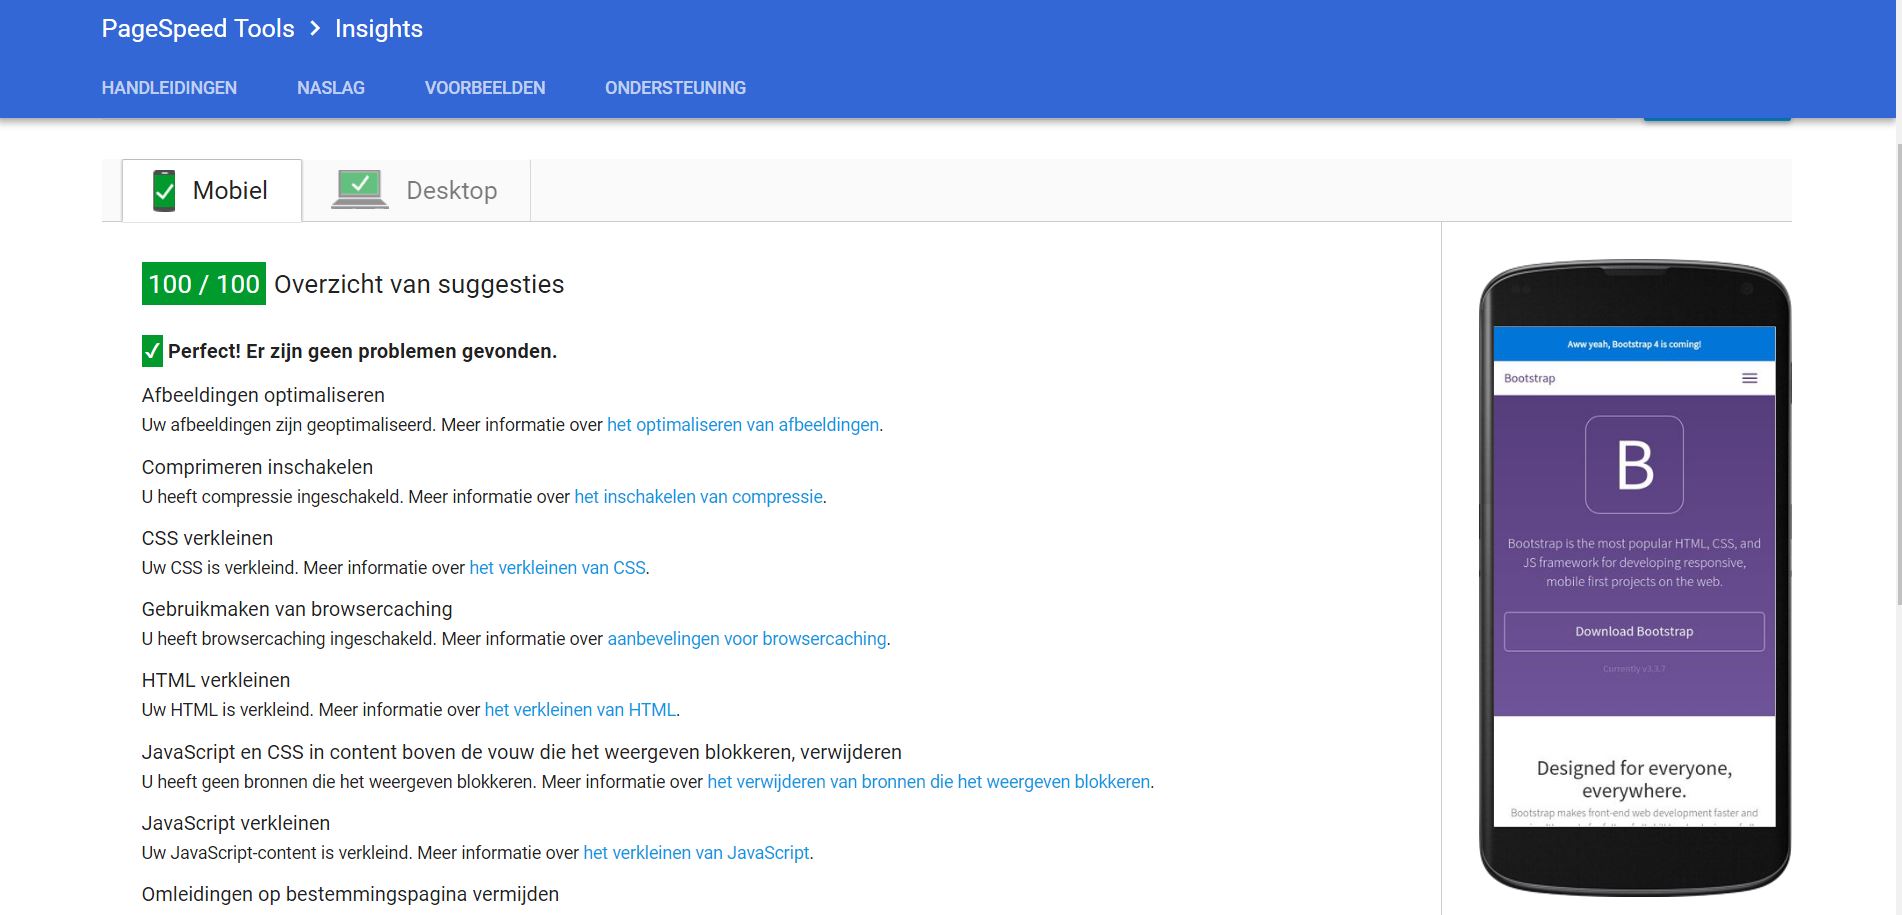 PageSpeed Tools > Insights
HANDLEIDINGEN NASLAG VOORBEELDEN ONDERSTEUNING
Mobiel Desktop
100 / 100 Overzicht van suggesties
Perfect! Er zijn geen problemen gevonden.
Afbeeldingen optimaliseren
Uw afbeeldingen zijn geoptimaliseerd. Meer informatie over het optimaliseren van afbeeldingen.
Comprimeren inschakelen
U heeft compressie ingeschakeld. Meer informatie over het inschakelen van compressie.
CSS verkleinen
Uw CSS is verkleind. Meer informatie over het verkleinen van CSS.
Gebruikmaken van browsercaching
U heeft browsercaching ingeschakeld. Meer informatie over aanbevelingen voor browsercaching.
HTML verkleinen
Uw HTML is verkleind. Meer informatie over het verkleinen van HTML.
JavaScript en CSS in content boven de vouw die het weergeven blokkeren, verwijderen
U heeft geen bronnen die het weergeven blokkeren. Meer informatie over het verwijderen van bronnen die het weergeven blokkeren.
JavaScript verkleinen
Uw JavaScript-content is verkleind. Meer informatie over het verkleinen van JavaScript.
Omleidingen op bestemmingspagina vermijden
Aww yeah, Bootstrap 4 is coming!
Bootstrap
B
Bootstrap is the most popular HTML, CSS, and
JS framework for developing responsive,
mobile first projects on the web.
Download Bootstrap
Currently v3.3.7
Designed for everyone,
everywhere.
Bootstrap makes front-end web development faster and